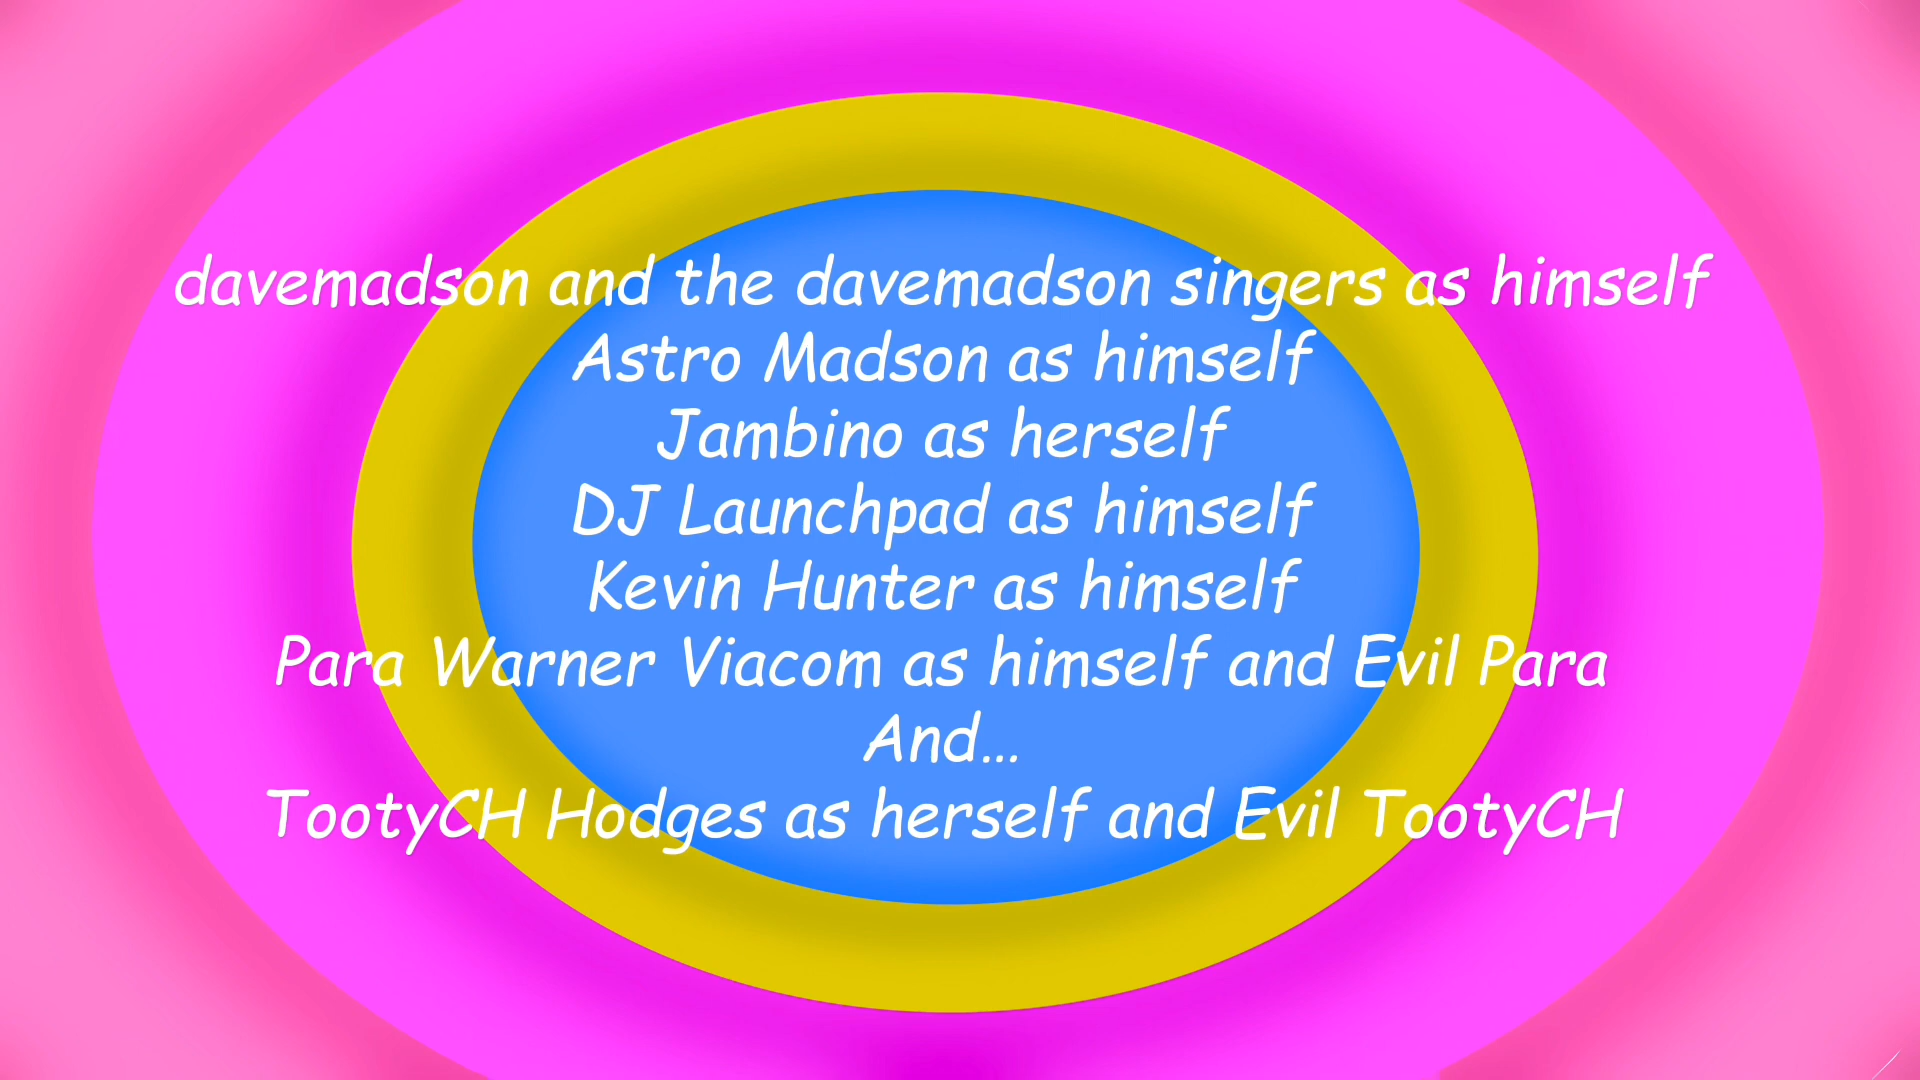 davemadson and the davemadson singers as himself
Astro Madson as himself
Jambino as herself
DJ Launchpad as himself
Kevin Hunter as himself
Para Warner Viacom as himself and Evil Para
And...
TootyCH Hodges as herself and Evil TootyCH